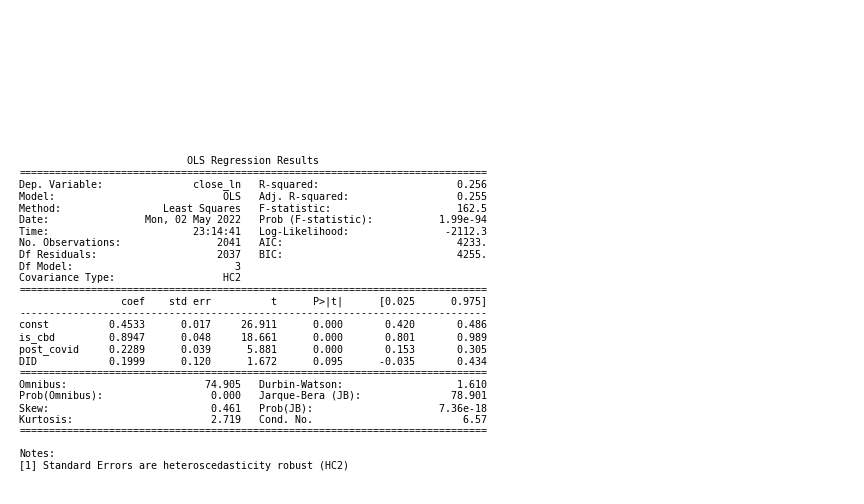 OLS Regression Results
==============================================================================
Dep. Variable:               close_ln   R-squared:                       0.256
Model:                            OLS   Adj. R-squared:                  0.255
Method:                 Least Squares   F-statistic:                     162.5
Date:                Mon, 02 May 2022   Prob (F-statistic):           1.99e-94
Time:                        23:14:41   Log-Likelihood:                -2112.3
No. Observations:                2041   AIC:                             4233.
Df Residuals:                    2037   BIC:                             4255.
Df Model:                           3
Covariance Type:                  HC2
==============================================================================
                 coef    std err          t      P>|t|      [0.025      0.975]
------------------------------------------------------------------------------
const          0.4533      0.017     26.911      0.000       0.420       0.486
is_cbd         0.8947      0.048     18.661      0.000       0.801       0.989
post_covid     0.2289      0.039      5.881      0.000       0.153       0.305
DID            0.1999      0.120      1.672      0.095      -0.035       0.434
==============================================================================
Omnibus:                       74.905   Durbin-Watson:                   1.610
Prob(Omnibus):                  0.000   Jarque-Bera (JB):               78.901
Skew:                           0.461   Prob(JB):                     7.36e-18
Kurtosis:                       2.719   Cond. No.                         6.57
==============================================================================

Notes:
[1] Standard Errors are heteroscedasticity robust (HC2)